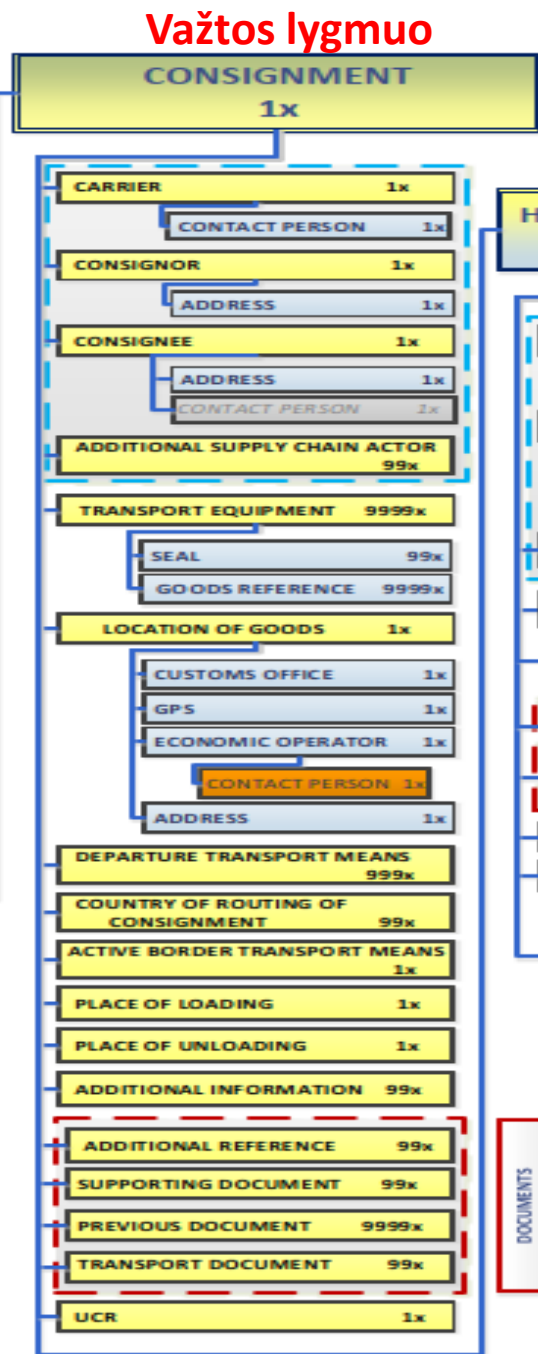 Važtos lygmuo
CONSIGNMENT
1x
CARRIER 1x
CONTACT PERSON 1x
CONSIGNOR 1x
ADDRESS 1x
CONSIGNEE 1x
ADDRESS 1x
CONTACT PERSON 1x
ADDITIONAL SUPPLY CHAIN ACTOR
99x
TRANSPORT EQUIPMENT 9999x
SEAL 99x
GOODS REFERENCE 9999x
LOCATION OF GOODS 1x
CUSTOMS OFFICE 1x
GPS 1x
ECONOMIC OPERATOR 1x
CONTACT PERSON 1x
ADDRESS 1x
DEPARTURE TRANSPORT MEANS
999x
COUNTRY OF ROUTING OF
CONSIGNMENT 99x
ACTIVE BORDER TRANSPORT MEANS
1x
PLACE OF LOADING 1x
PLACE OF UNLOADING 1x
ADDITIONAL INFORMATION 99x
ADDITIONAL REFERENCE 99x
SUPPORTING DOCUMENT 99x
PREVIOUS DOCUMENT 9999x
TRANSPORT DOCUMENT 99x
UCR 1x
H
DOCUMENTS